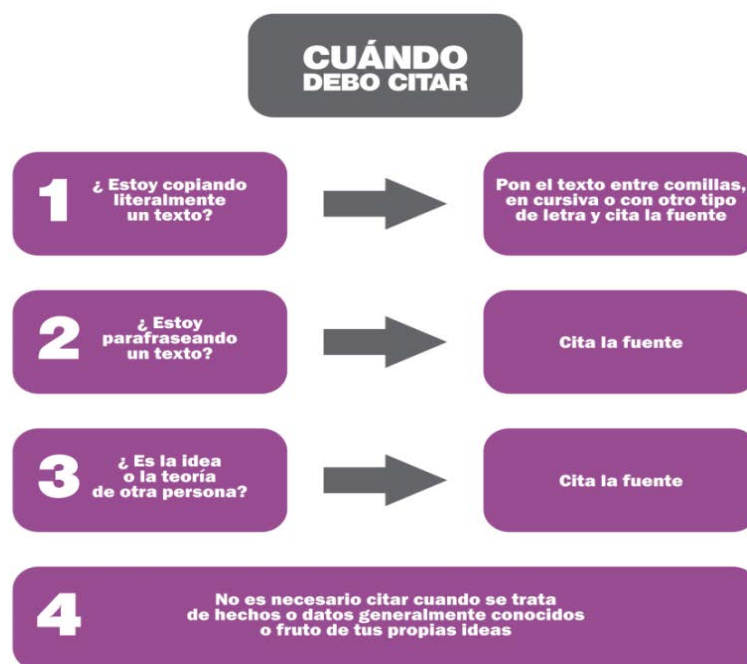 CUÁNDO
DEBO CITAR
1
¿ Estoy copiando
literalmente
un texto?
Pon el texto entre comillas,
en cursiva o con otro tipo
de letra y cita la fuente
2
¿ Estoy
parafraseando
un texto?
Cita la fuente
3
¿ Es la idea
o la teoría
de otra persona?
Cita la fuente
4
No es necesario citar cuando se trata
de hechos o datos generalmente conocidos
o fruto de tus propias ideas